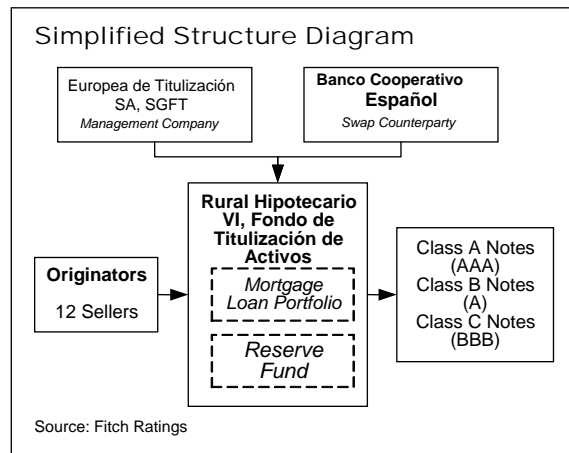 Simplified Structure Diagram
Europea de Titulización
SA, SGFT
Management Company
Banco Cooperativo
Español
Swap Counterparty
Rural Hipotecario
VI, Fondo de
Titulización de
Activos
Mortgage
Loan Portfolio
Reserve
Fund
Originators
12 Sellers
Class A Notes
(AAA)
Class B Notes
(A)
Class C Notes
(BBB)
Source: Fitch Ratings